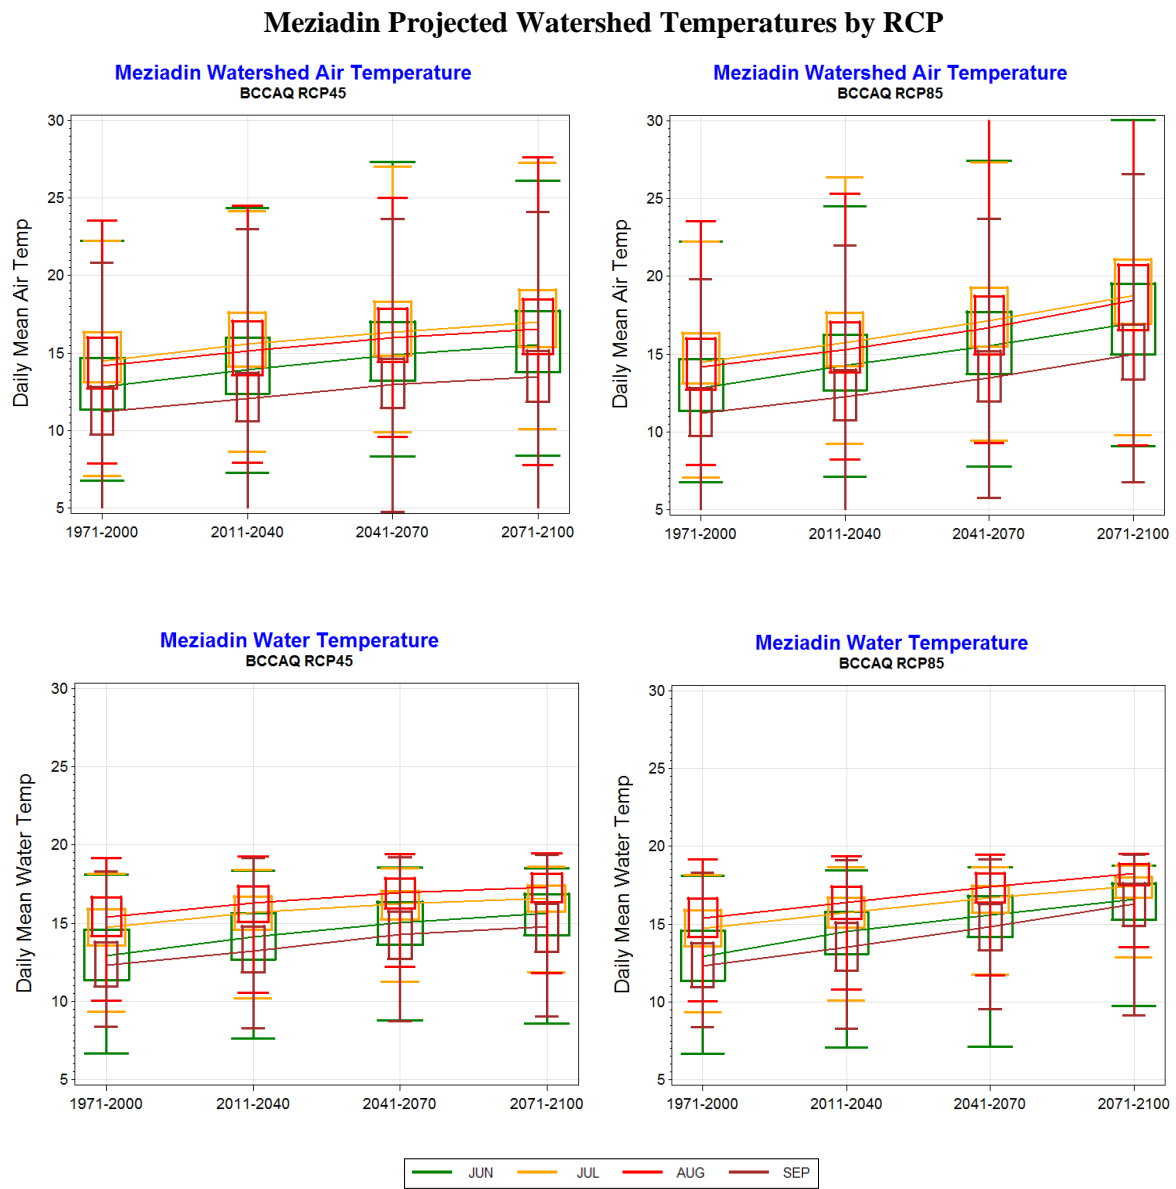 Meziadin Projected Watershed Temperatures by RCP
Meziadin Watershed Air Temperature
BCCAQ RCP45
Daily Mean Air Temp
30
25
20
15
10
5
1971-2000 2011-2040 2041-2070 2071-2100
Meziadin Watershed Air Temperature
BCCAQ RCP85
Daily Mean Air Temp
30
25
20
15
10
5
1971-2000 2011-2040 2041-2070 2071-2100
Meziadin Water Temperature
BCCAQ RCP45
Daily Mean Water Temp
30
25
20
15
10
5
1971-2000 2011-2040 2041-2070 2071-2100
Meziadin Water Temperature
BCCAQ RCP85
Daily Mean Water Temp
30
25
20
15
10
5
1971-2000 2011-2040 2041-2070 2071-2100
JUN JUL AUG SEP